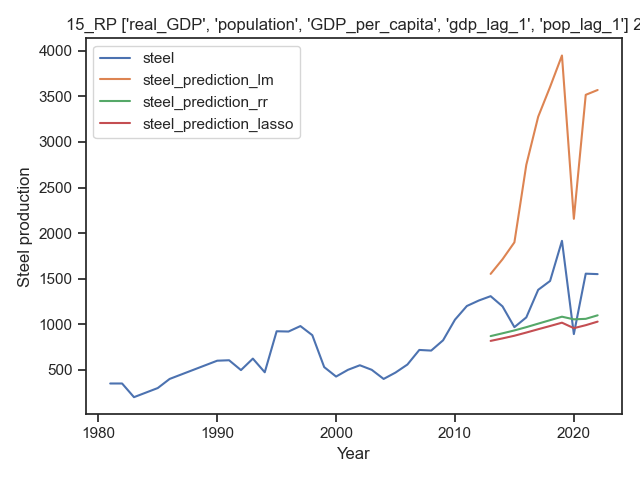 15_RP ['real_GDP', 'population', 'GDP_per_capita', 'gdp_lag_1', 'pop_lag_1'] 2
steel
steel_prediction_lm
steel_prediction_rr
steel_prediction_lasso
Steel production
4000
3500
3000
2500
2000
1500
1000
500
1980
1990
2000
2010
2020
Year